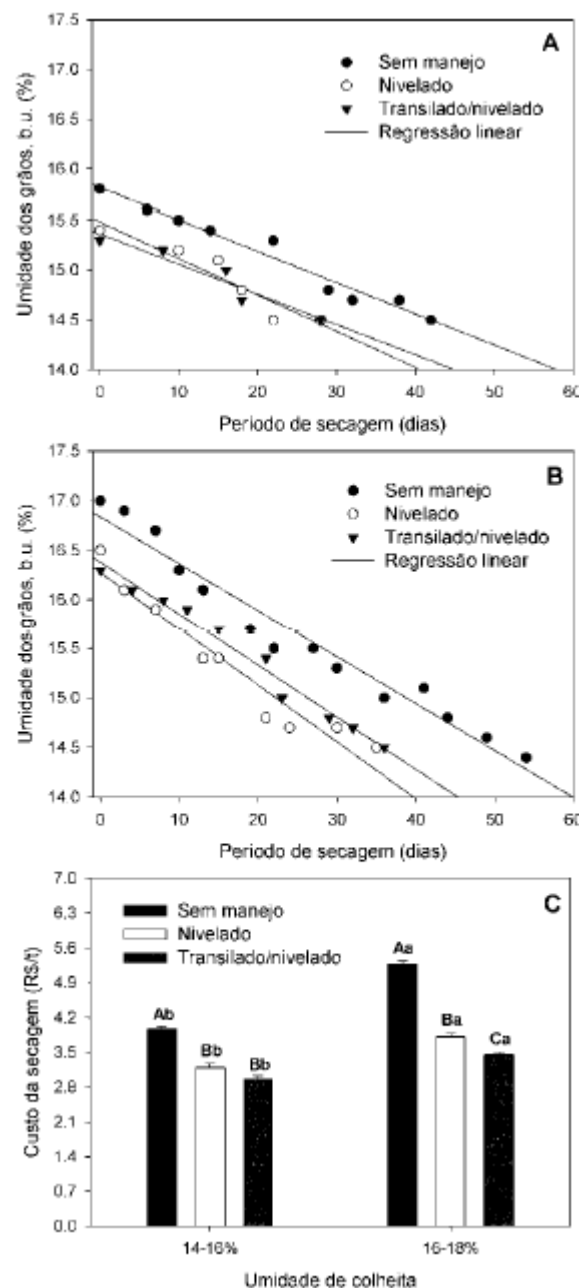 A
17.5
17.0
16.5
16.0
15.5
15.0
14.5
14.0
Umidade dos grãos, b.u. (%)
Sem manejo
Nivelado
Transilado/nivelado
Regressão linear
0 10 20 30 40 50 60
Período de secagem (dias)
B
17.5
17.0
16.5
16.0
15.5
15.0
14.5
14.0
Umidade dos grãos, b.u. (%)
Sem manejo
Nivelado
Transilado/nivelado
Regressão linear
0 10 20 30 40 50 60
Periodo de secagem (dias)
C
7.0
6.3
5.6
4.9
4.2
3.5
2.8
2.1
1.4
0.7
0.0
Custo da secagem (R$/t)
Sem manejo
Nivelado
Transilado/nivelado
Ab Bb Bb
Aa Ba Ca
14-16% 16-18%
Umidade de colheita